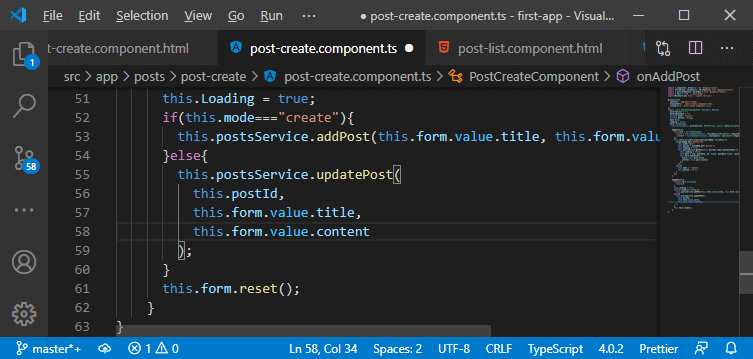 File Edit Selection View Go Run ... ● post-create.component.ts - first-app - Visual...
t-create.component.html post-create.component.ts ● post-list.component.html ...
src > app > posts > post-create > post-create.component.ts > PostCreateComponent > onAddPost
1
51 this.Loading = true;
52 if(this.mode==="create"){
53 this.postsService.addPost(this.form.value.title, this.form.valu
54 }else{
55 this.postsService.updatePost(
56 this.postId,
57 this.form.value.title,
58 this.form.value.content
59 );
60 }
61 this.form.reset();
62 }
63 }
58
master*+ 1 0 Ln 58, Col 34 Spaces: 2 UTF-8 CRLF TypeScript 4.0.2 Prettier